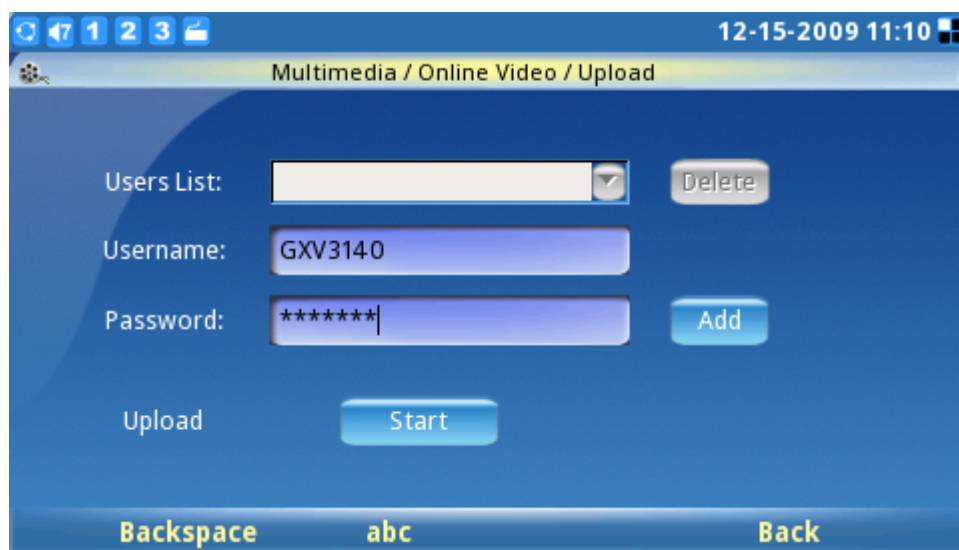 7 1 2 3 12-15-2009 11:10
Multimedia / Online Video / Upload
Users List: Delete
Username: GXV3140
Password: ******* Add
Upload Start
Backspace abc Back